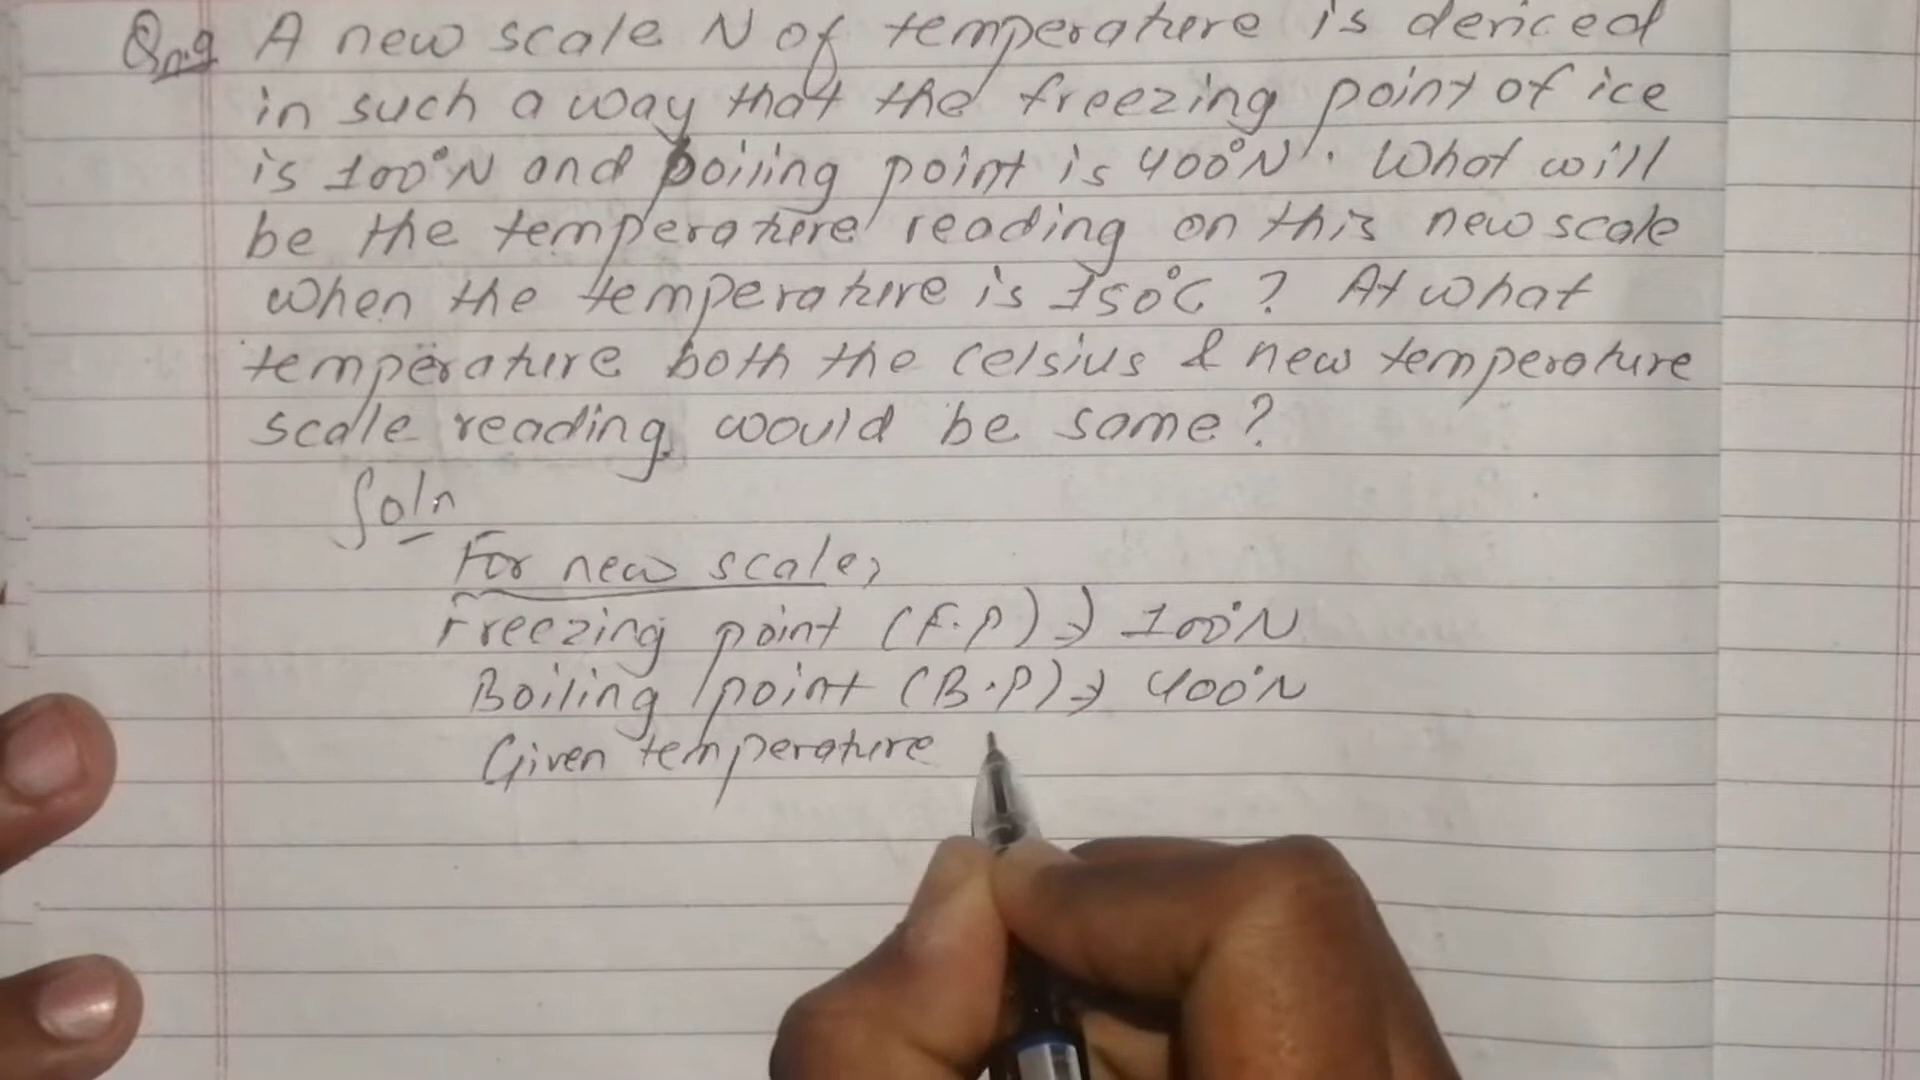 Qn.9 A new scale N of temperature is dericed
in such a way that the freezing point of ice
is 100°N and boiling point is 400°N. What will
be the temperature reading on this new scale
when the temperature is 150°C ? At what
temperature both the celsius & new temperature
scale reading would be same?
Soln
For new scale,
Freezing point (F.P) → 100°N
Boiling point (B.P) → 400°N
Given temperature